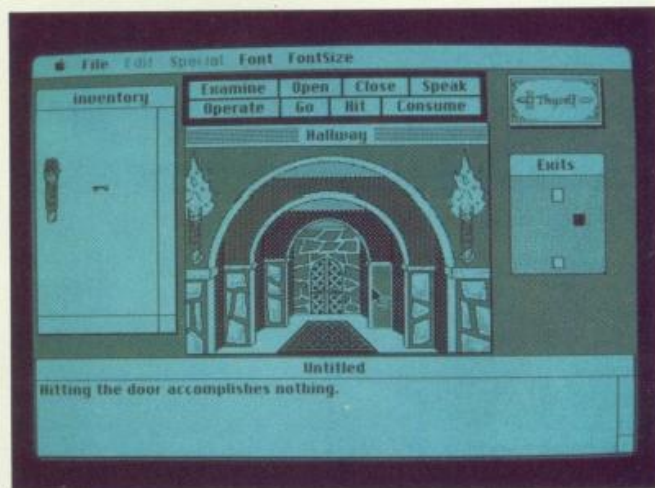 File Edit Special Font FontSize
inventory
Examine Open Close Speak
Operate Go Hit Consume
Thyself
Hallway
Exits
Untitled
Hitting the door accomplishes nothing.